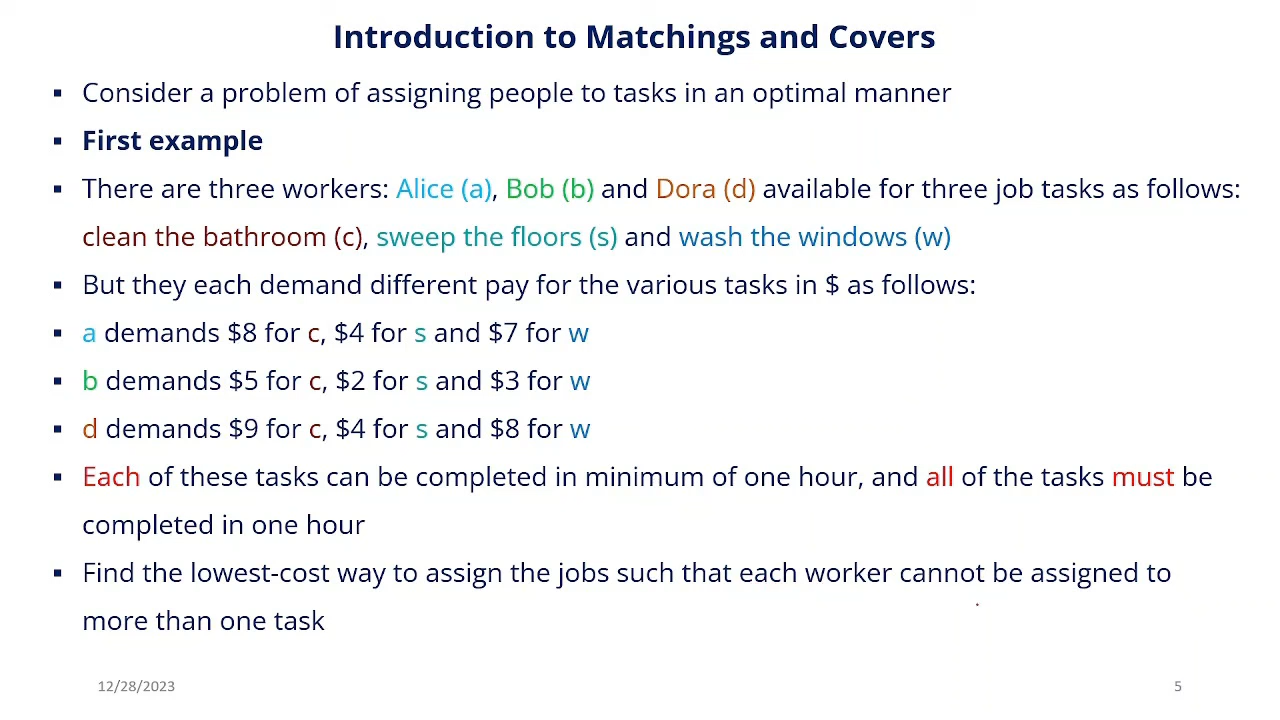 Introduction to Matchings and Covers
▪ Consider a problem of assigning people to tasks in an optimal manner
▪ First example
▪ There are three workers: Alice (a), Bob (b) and Dora (d) available for three job tasks as follows:
clean the bathroom (c), sweep the floors (s) and wash the windows (w)
▪ But they each demand different pay for the various tasks in $ as follows:
▪ a demands $8 for c, $4 for s and $7 for w
▪ b demands $5 for c, $2 for s and $3 for w
▪ d demands $9 for c, $4 for s and $8 for w
▪ Each of these tasks can be completed in minimum of one hour, and all of the tasks must be
completed in one hour
▪ Find the lowest-cost way to assign the jobs such that each worker cannot be assigned to
more than one task
12/28/2023
5